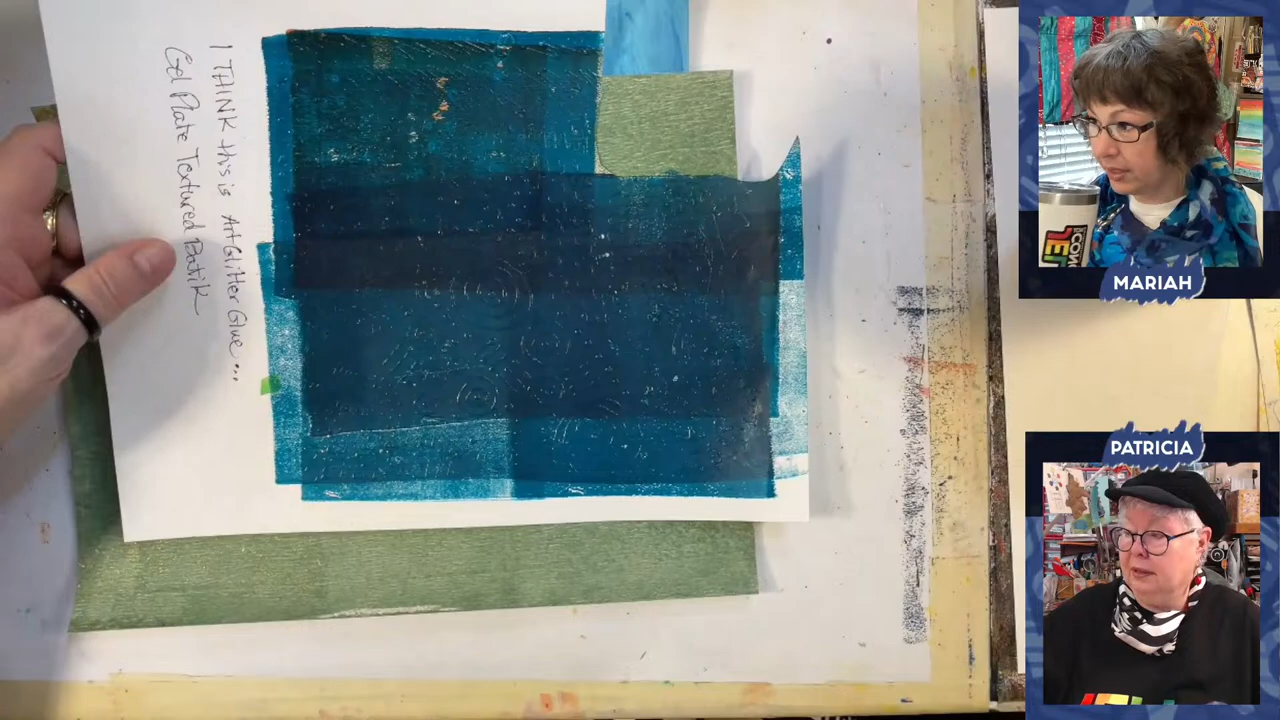 I THINK this is Art Glitter Glue...
Gel Plate Textured Batik
MARIAH
PATRICIA